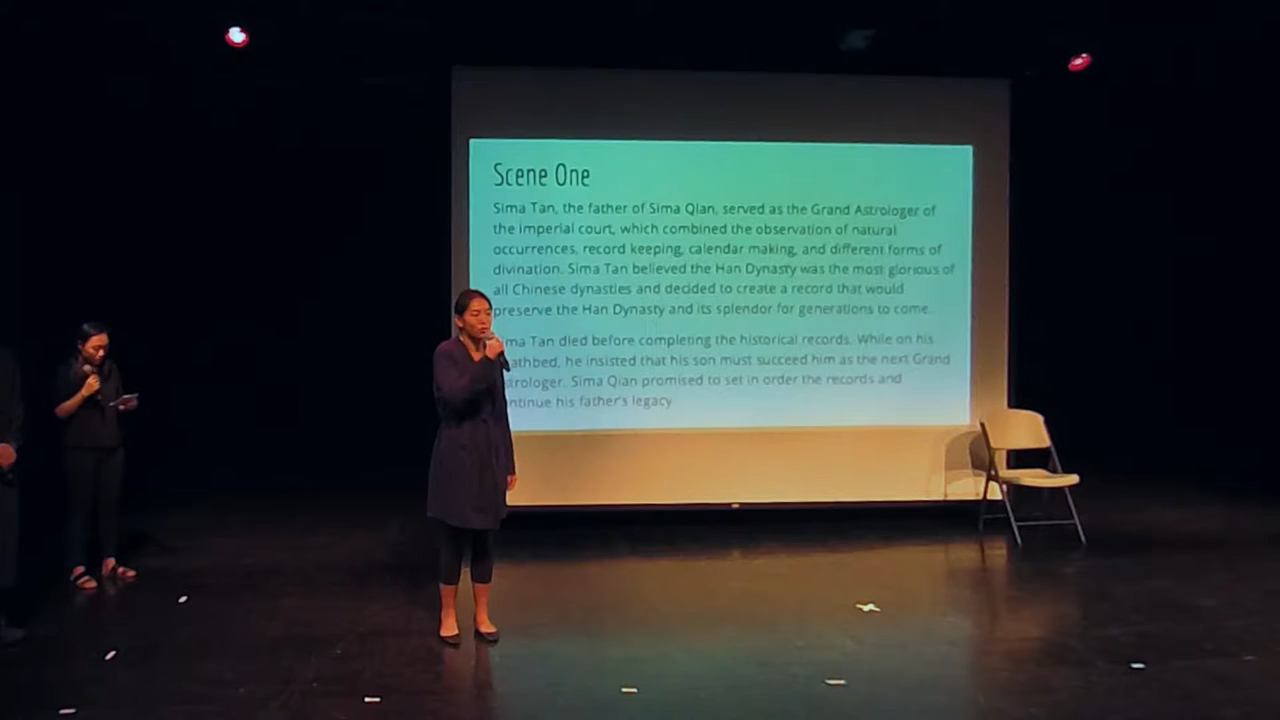 Scene One
Sima Tan, the father of Sima Qian, served as the Grand Astrologer of
the imperial court, which combined the observation of natural
occurrences, record keeping, calendar making, and different forms of
divination. Sima Tan believed the Han Dynasty was the most glorious of
all Chinese dynasties and decided to create a record that would
preserve the Han Dynasty and its splendor for generations to come.
ma Tan died before completing the historical records. While on his
athbed, he insisted that his son must succeed him as the next Grand
strologer. Sima Qian promised to set in order the records and
ntinue his father's legacy